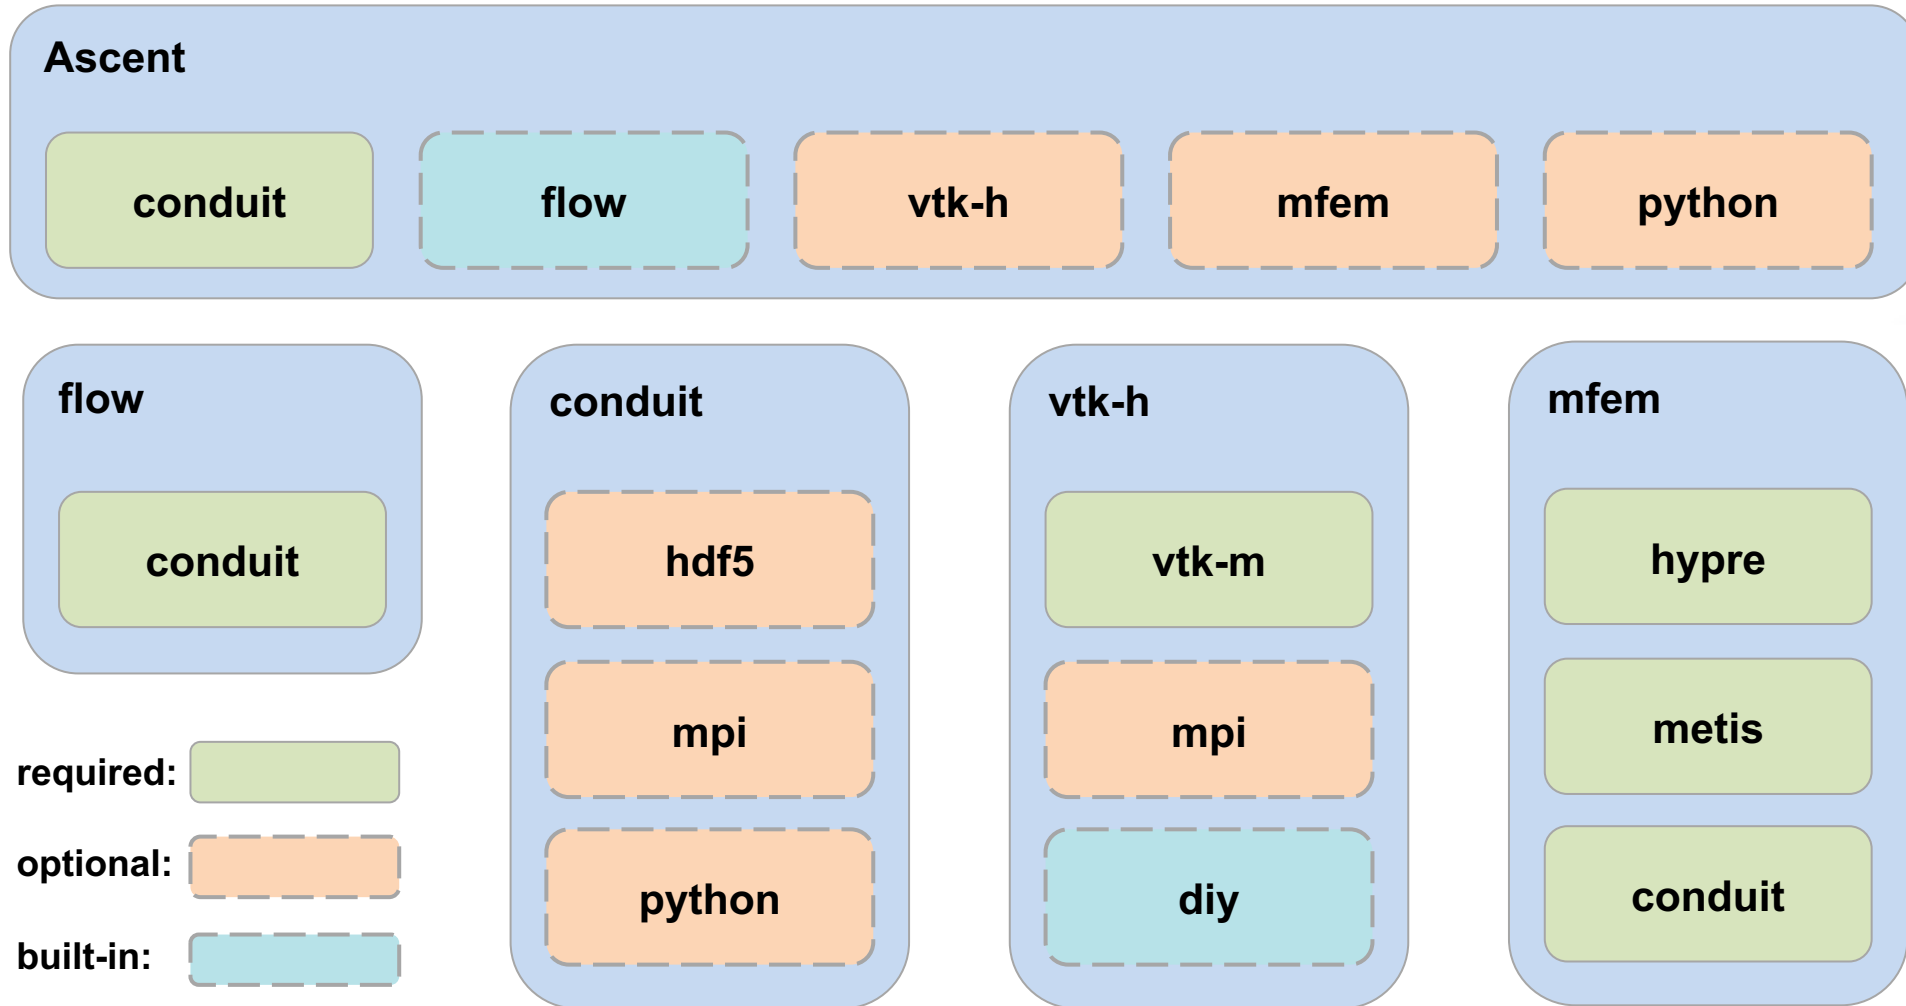 Ascent
conduit
flow
vtk-h
mfem
python
flow
conduit
conduit
hdf5
mpi
python
vtk-h
vtk-m
mpi
diy
mfem
hypre
metis
conduit
required:
optional:
built-in: